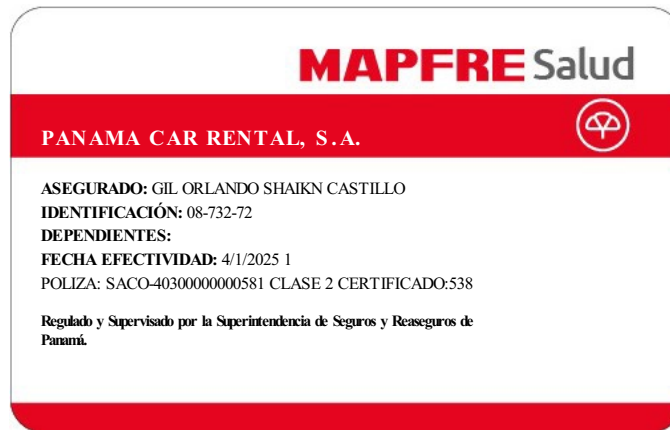 MAPFRE Salud
PANAMA CAR RENTAL, S.A.
ASEGURADO: GIL ORLANDO SHAIKN CASTILLO
IDENTIFICACIÓN: 08-732-72
DEPENDIENTES:
FECHA EFECTIVIDAD: 4/1/2025 1
POLIZA: SACO-40300000000581 CLASE 2 CERTIFICADO:538
Regulado y Supervisado por la Superintendencia de Seguros y Reaseguros de
Panamá.